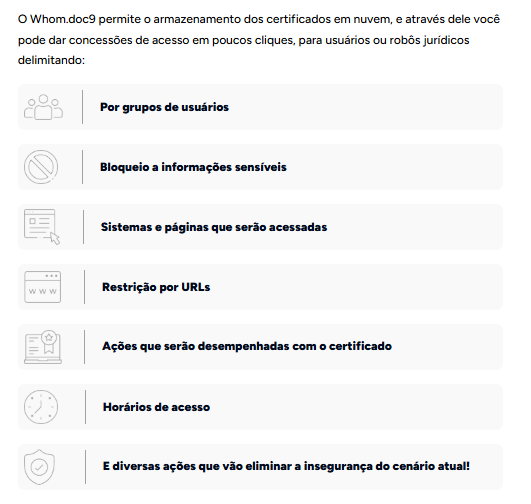 O Whom.doc9 permite o armazenamento dos certificados em nuvem, e através dele você
pode dar concessões de acesso em poucos cliques, para usuários ou robôs jurídicos
delimitando:
Por grupos de usuários
Bloqueio a informações sensíveis
Sistemas e páginas que serão acessadas
W W W
Restrição por URLs
Ações que serão desempenhadas com o certificado
Horários de acesso
E diversas ações que vão eliminar a insegurança do cenário atual!